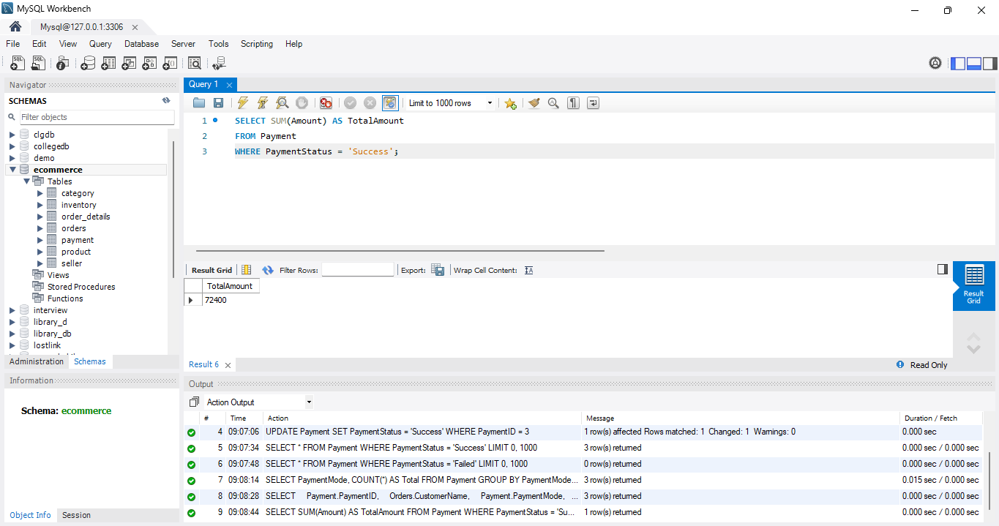 MySQL Workbench
Mysql@127.0.0.1:3306
File Edit View Query Database Server Tools Scripting Help
Navigator
SCHEMAS
Filter objects
clgdb
collegedb
demo
ecommerce
Tables
category
inventory
order_details
orders
payment
product
seller
Views
Stored Procedures
Functions
interview
library_d
library_db
lostlink
Administration Schemas
Information
Schema: ecommerce
Object Info Session
Query 1
Limit to 1000 rows
1 SELECT SUM(Amount) AS TotalAmount
2 FROM Payment
3 WHERE PaymentStatus = 'Success';
Result Grid Filter Rows: Export: Wrap Cell Content:
TotalAmount
72400
Result Grid
Result 6
Read Only
Output
Action Output
# Time Action Message Duration / Fetch
4 09:07:06 UPDATE Payment SET PaymentStatus = 'Success' WHERE PaymentID = 3 1 row(s) affected Rows matched: 1 Changed: 1 Warnings: 0 0.000 sec
5 09:07:34 SELECT * FROM Payment WHERE PaymentStatus = 'Success' LIMIT 0, 1000 3 row(s) returned 0.000 sec / 0.000 sec
6 09:07:48 SELECT * FROM Payment WHERE PaymentStatus = 'Failed' LIMIT 0, 1000 0 row(s) returned 0.000 sec / 0.000 sec
7 09:08:14 SELECT PaymentMode, COUNT(*) AS Total FROM Payment GROUP BY PaymentMode... 3 row(s) returned 0.015 sec / 0.000 sec
8 09:08:28 SELECT Payment.PaymentID, Orders.CustomerName, Payment.PaymentMode, ... 3 row(s) returned 0.000 sec / 0.000 sec
9 09:08:44 SELECT SUM(Amount) AS TotalAmount FROM Payment WHERE PaymentStatus = 'Su... 1 row(s) returned 0.000 sec / 0.000 sec